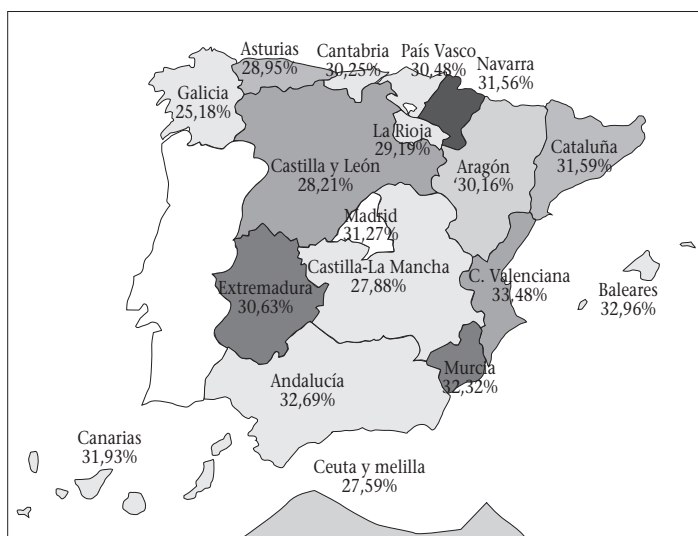 Asturias
28,95%
Cantabria
30,25%
País Vasco
30,48%
Navarra
31,56%
Galicia
25,18%
La Rioja
29,19%
Cataluña
31,59%
Castilla y León
28,21%
Aragón
‘30,16%
Madrid
31,27%
Castilla-La Mancha
27,88%
C. Valenciana
33,48%
Extremadura
30,63%
Baleares
32,96%
Murcia
32,32%
Andalucía
32,69%
Canarias
31,93%
Ceuta y melilla
27,59%